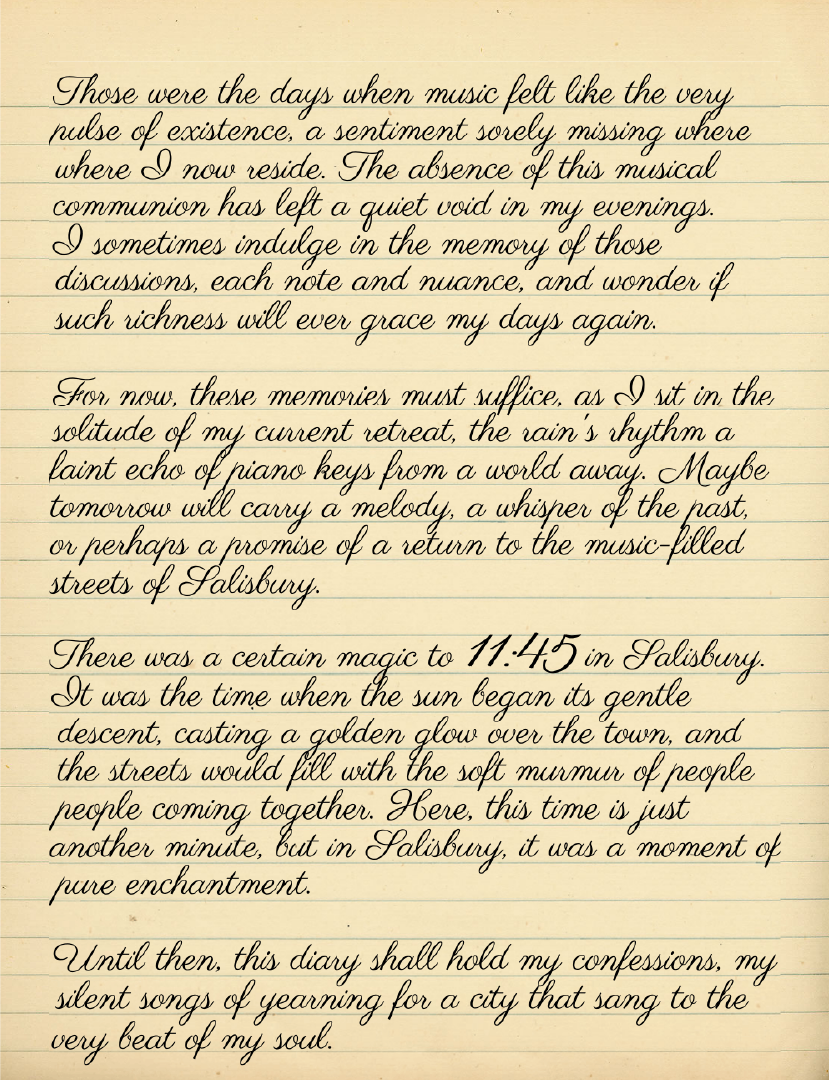 Those were the days when music felt like the very
pulse of existence, a sentiment sorely missing where
where I now reside. The absence of this musical
communion has left a quiet void in my evenings.
I sometimes indulge in the memory of those
discussions, each note and nuance, and wonder if
such richness will ever grace my days again.

For now, these memories must suffice, as I sit in the
solitude of my current retreat, the rain's rhythm a
faint echo of piano keys from a world away. Maybe
tomorrow will carry a melody, a whisper of the past,
or perhaps a promise of a return to the music-filled
streets of Salisbury.

There was a certain magic to 11:45 in Salisbury.
It was the time when the sun began its gentle
descent, casting a golden glow over the town, and
the streets would fill with the soft murmur of people
people coming together. Here, this time is just
another minute, but in Salisbury, it was a moment of
pure enchantment.

Until then, this diary shall hold my confessions, my
silent songs of yearning for a city that sang to the
very beat of my soul.